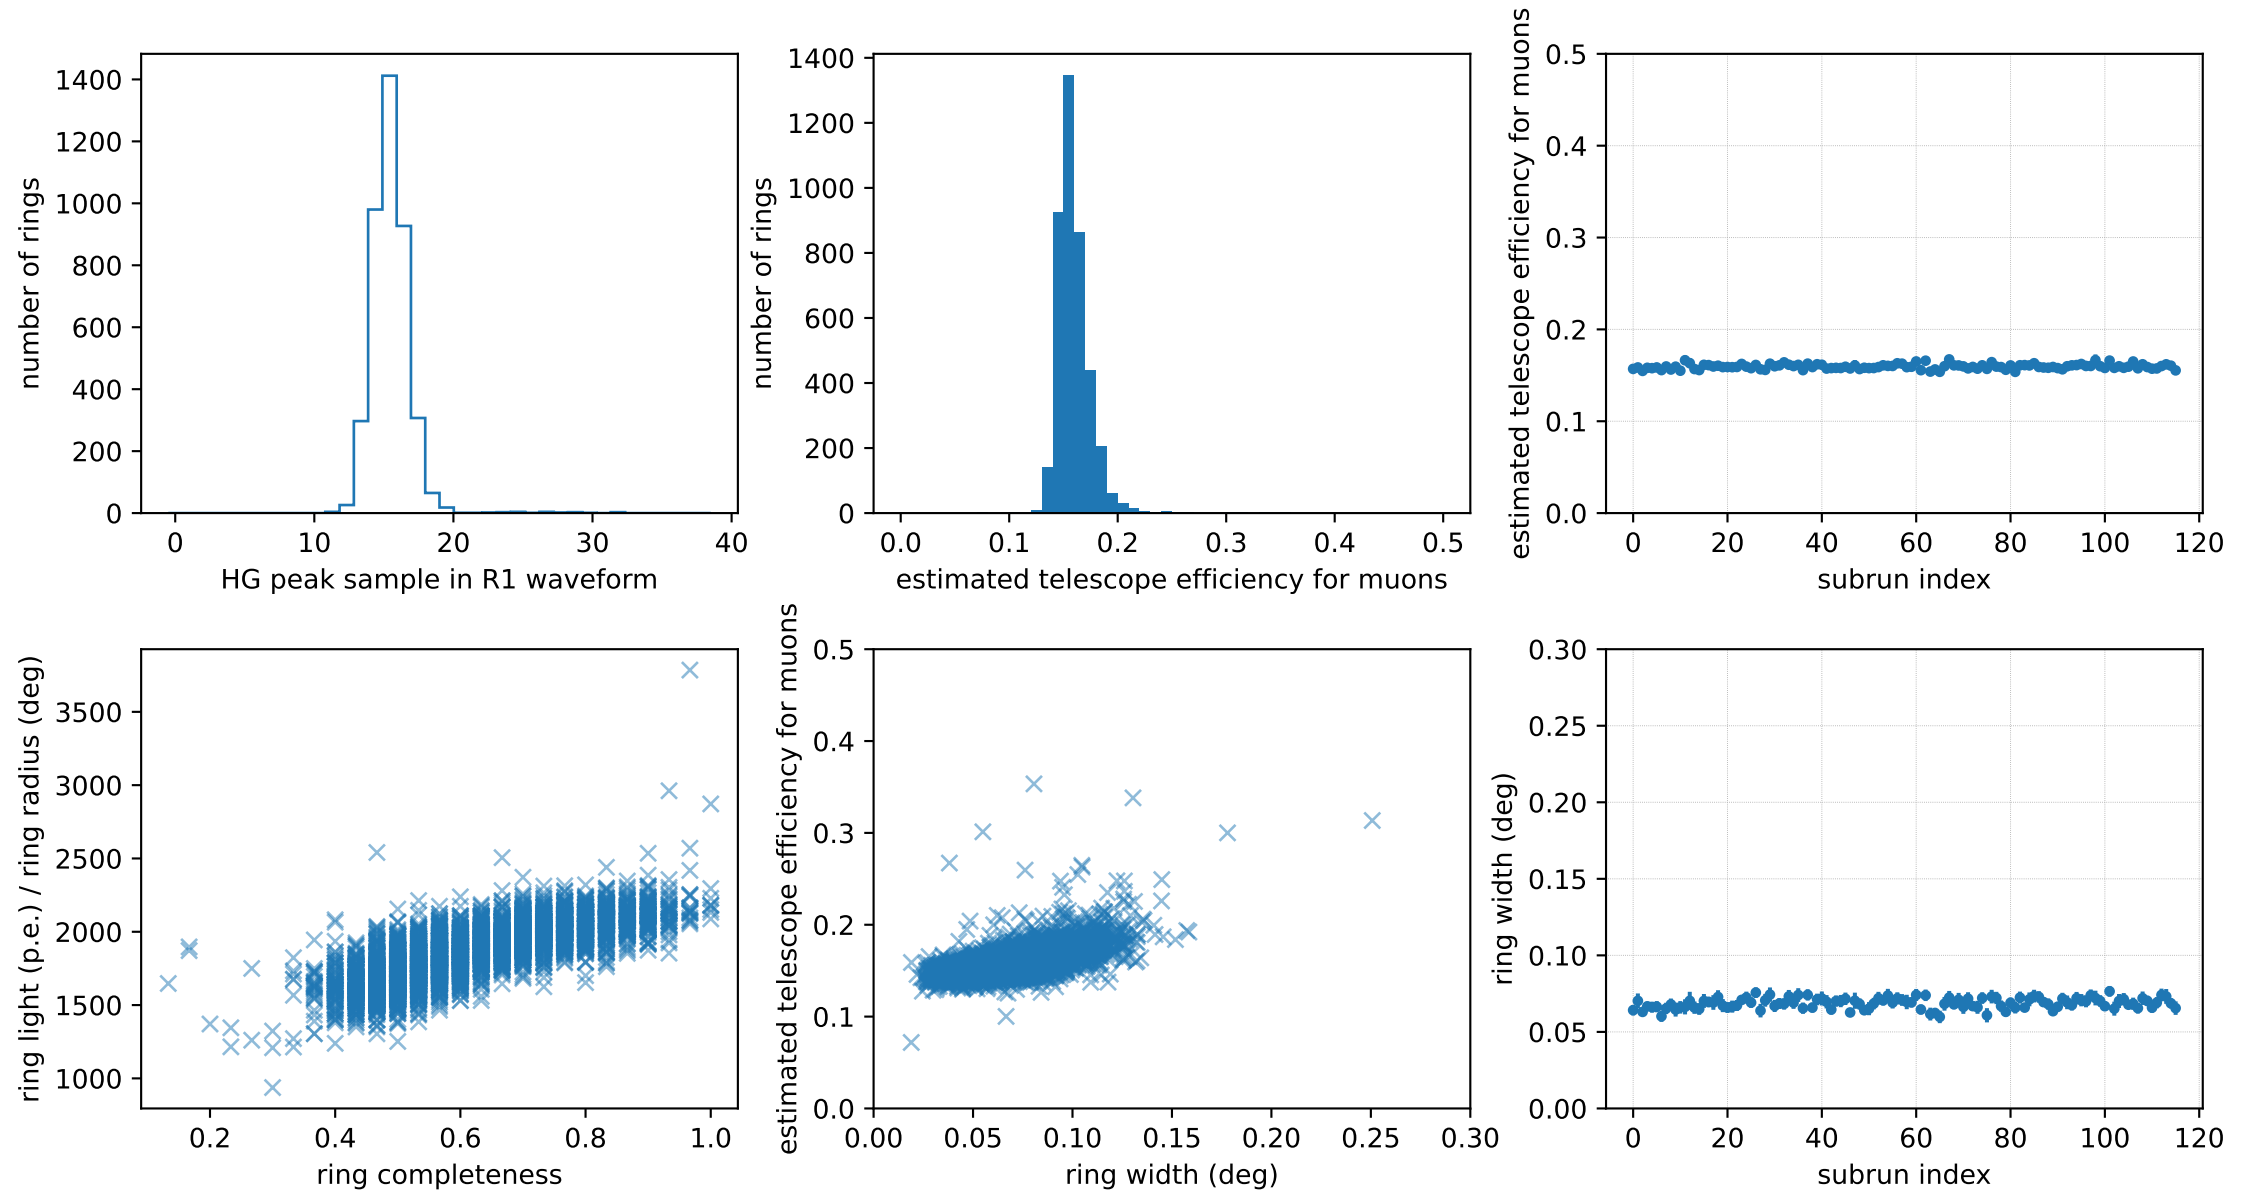 1400
1200
1000
800
600
400
200
0
number of rings
0 10 20 30 40
HG peak sample in R1 waveform
1400
1200
1000
800
600
400
200
0
number of rings
0.0 0.1 0.2 0.3 0.4 0.5
estimated telescope efficiency for muons
0.5
0.4
0.3
0.2
0.1
0.0
estimated telescope efficiency for muons
0 20 40 60 80 100 120
subrun index
3500
3000
2500
2000
1500
1000
ring light (p.e.) / ring radius (deg)
0.2 0.4 0.6 0.8 1.0
ring completeness
0.5
0.4
0.3
0.2
0.1
0.0
estimated telescope efficiency for muons
0.00 0.05 0.10 0.15 0.20 0.25 0.30
ring width (deg)
0.30
0.25
0.20
0.15
0.10
0.05
0.00
ring width (deg)
0 20 40 60 80 100 120
subrun index